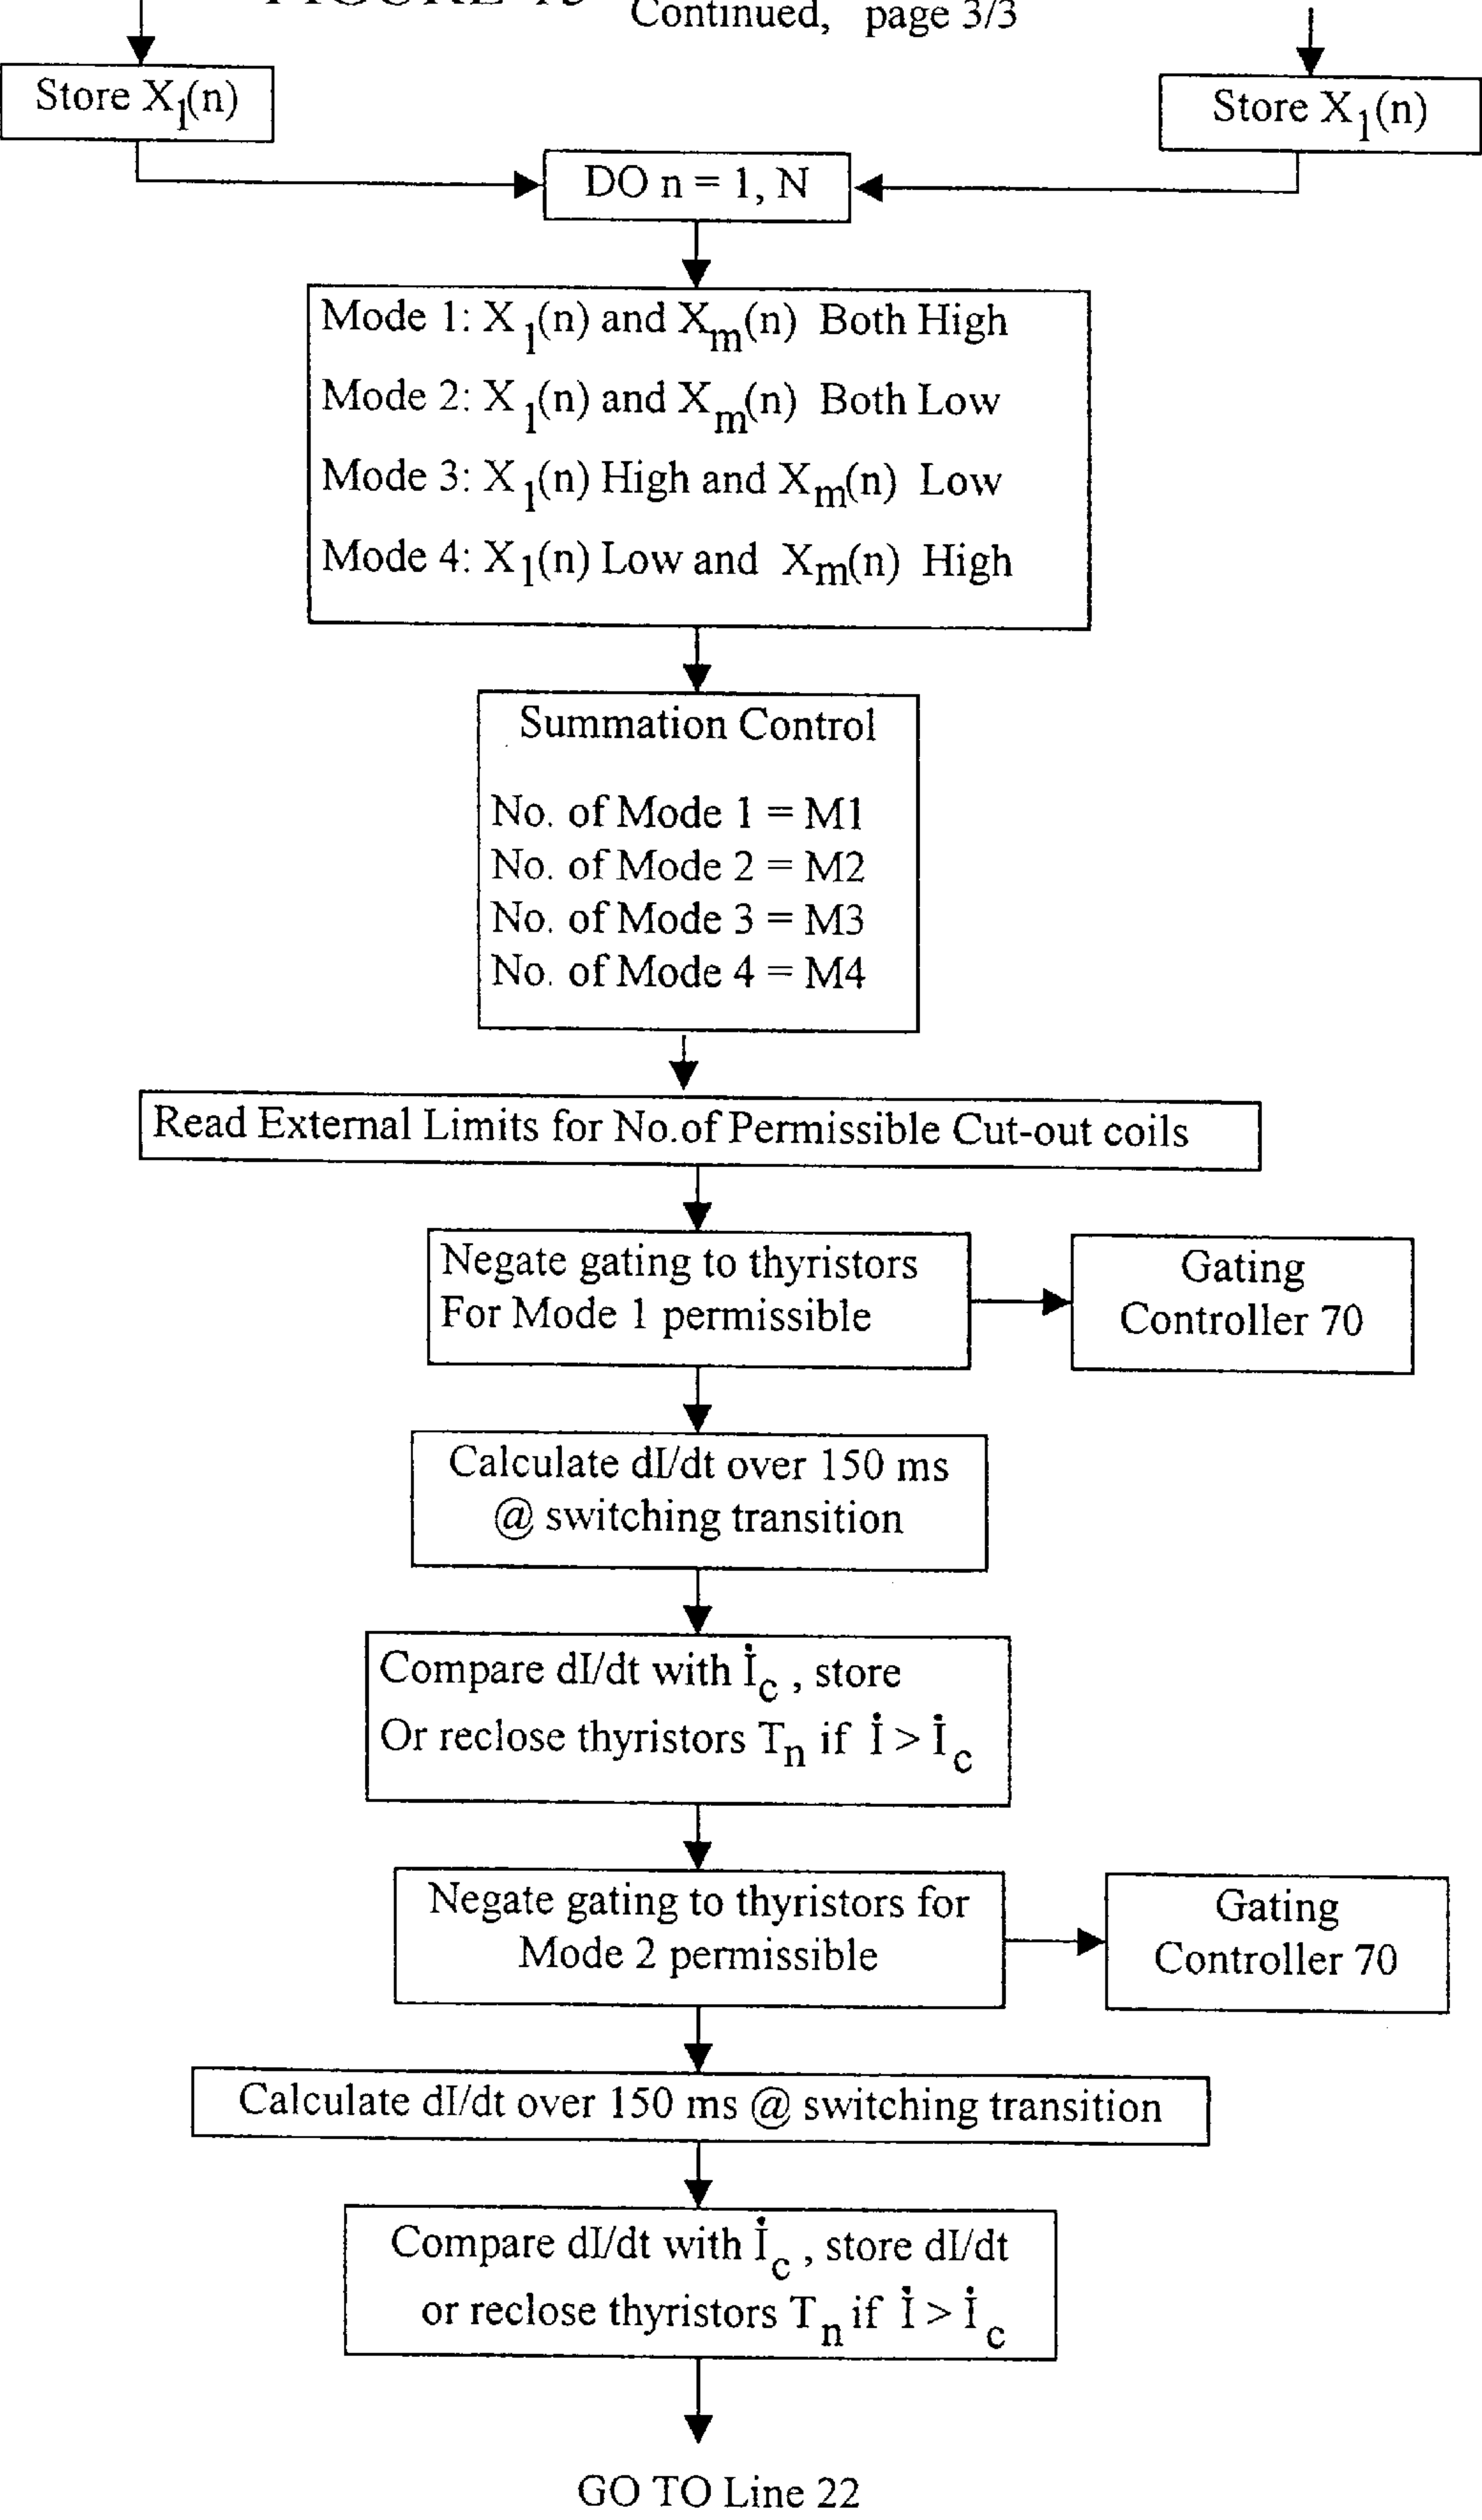 Continued, page 3/3
Store X1(n)
Store X1(n)
DO n = 1, N
Mode 1: X1(n) and Xm(n) Both High
Mode 2: X1(n) and Xm(n) Both Low
Mode 3: X1(n) High and Xm(n) Low
Mode 4: X1(n) Low and Xm(n) High
Summation Control
No. of Mode 1 = M1
No. of Mode 2 = M2
No. of Mode 3 = M3
No. of Mode 4 = M4
Read External Limits for No.of Permissible Cut-out coils
Negate gating to thyristors
For Mode 1 permissible
Gating
Controller 70
Calculate dI/dt over 150 ms
@ switching transition
Compare dI/dt with İc , store
Or reclose thyristors Tn if İ > İc
Negate gating to thyristors for
Mode 2 permissible
Gating
Controller 70
Calculate dI/dt over 150 ms @ switching transition
Compare dI/dt with İc , store dI/dt
or reclose thyristors Tn if İ > İc
GO TO Line 22